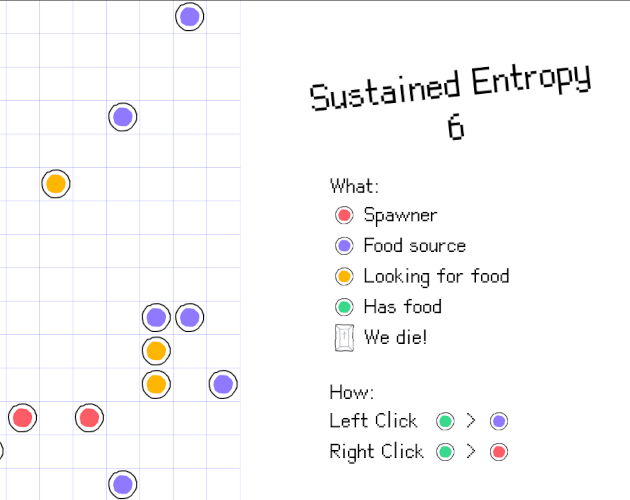 Sustained Entropy
6
What:
Spawner
Food source
Looking for food
Has food
We die!
How:
Left Click >
Right Click >